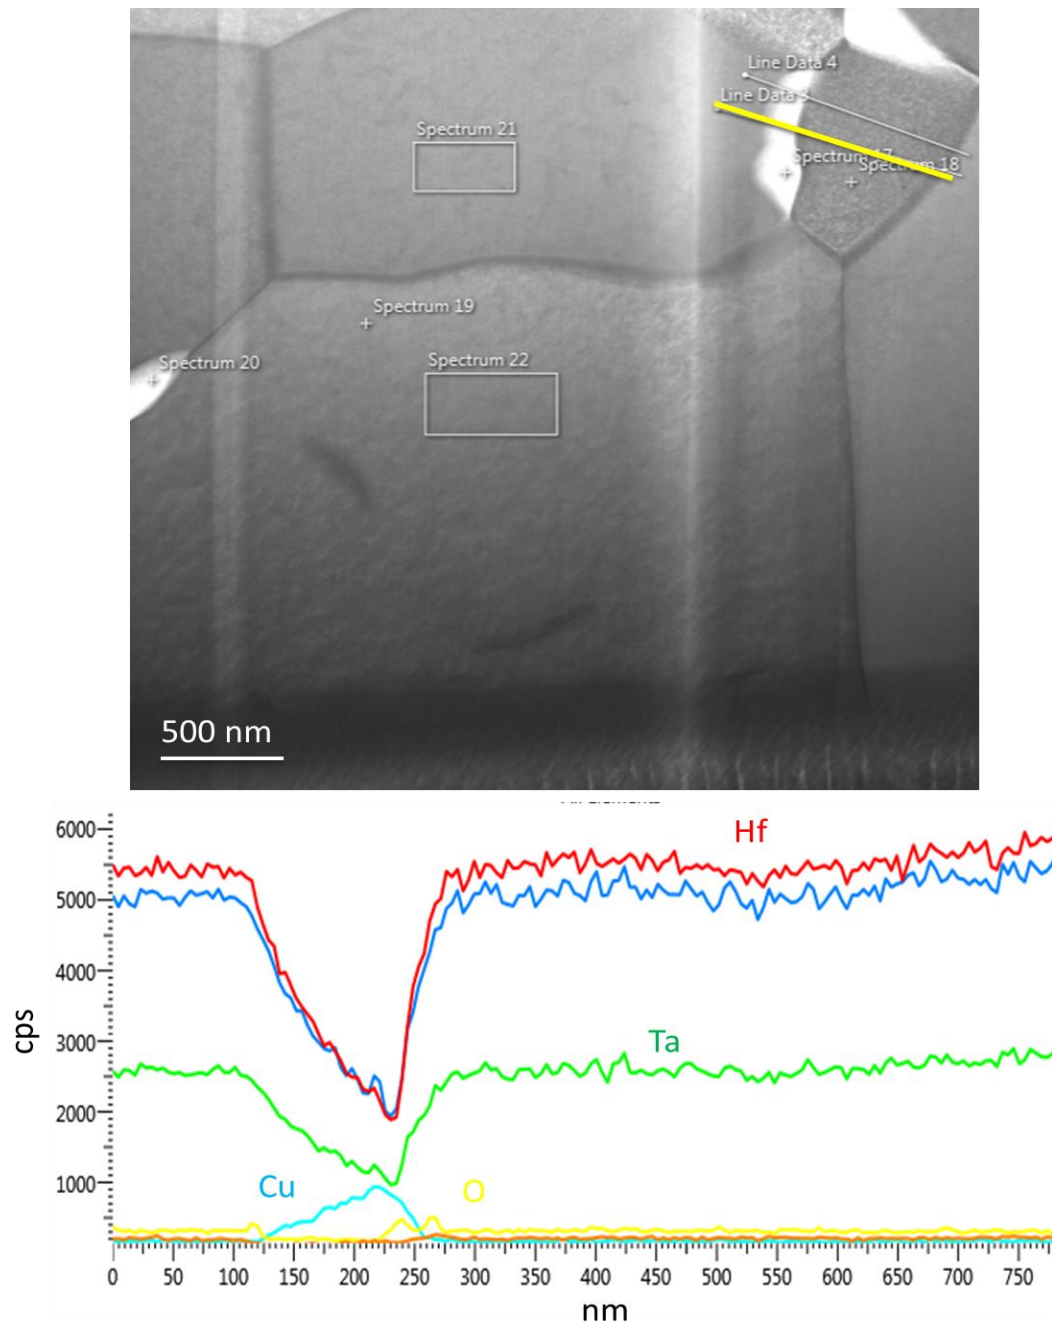 Line Data 4
Line Data 3
Spectrum 21
Spectrum 17
Spectrum 18
Spectrum 19
Spectrum 20
Spectrum 22
500 nm
6000
Hf
5000
4000
cps
3000
Ta
2000
1000
Cu
O
0 50 100 150 200 250 300 350 400 450 500 550 600 650 700 750
nm